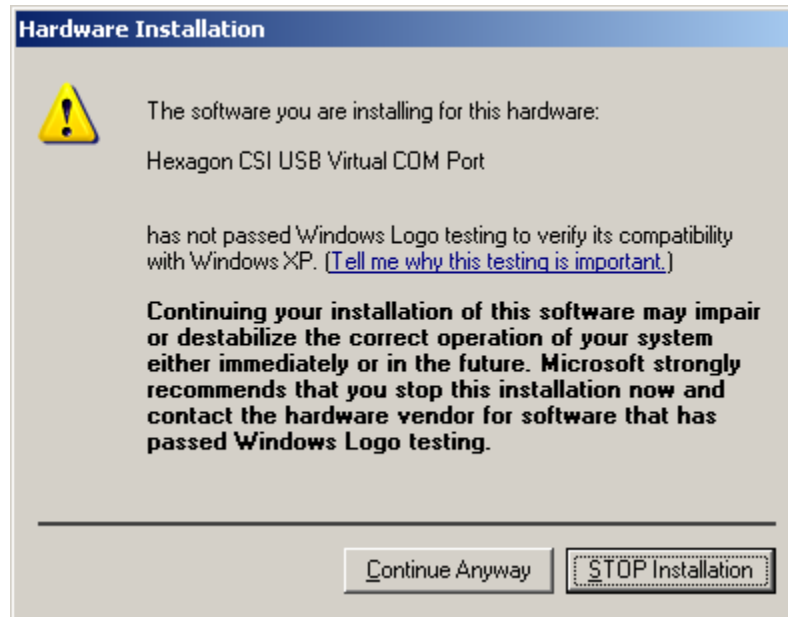 Hardware Installation
The software you are installing for this hardware:
Hexagon CSI USB Virtual COM Port
has not passed Windows Logo testing to verify its compatibility
with Windows XP. (Tell me why this testing is important.)
Continuing your installation of this software may impair
or destabilize the correct operation of your system
either immediately or in the future. Microsoft strongly
recommends that you stop this installation now and
contact the hardware vendor for software that has
passed Windows Logo testing.
Continue Anyway
STOP Installation